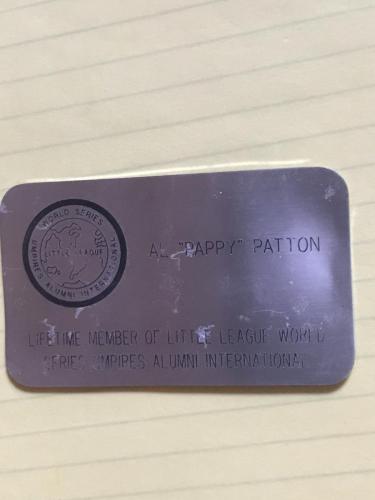 WORLD SERIES
LITTLE LEAGUE
UMPIRES ALUMNI INTERNATIONAL
AL "PAPPY" PATTON
LIFETIME MEMBER OF LITTLE LEAGUE WORLD
SERIES UMPIRES ALUMNI INTERNATIONAL